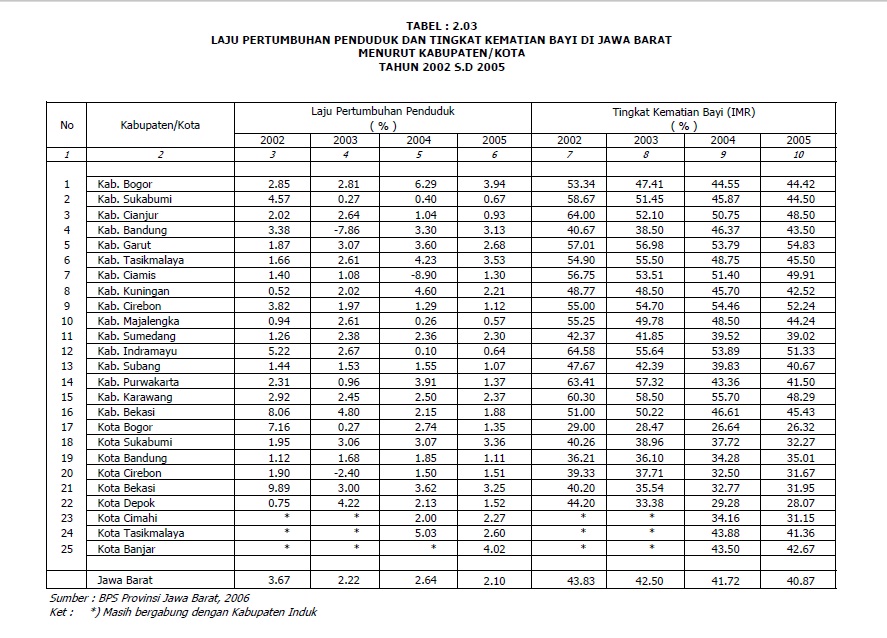 TABEL : 2.03
LAJU PERTUMBUHAN PENDUDUK DAN TINGKAT KEMATIAN BAYI DI JAWA BARAT
MENURUT KABUPATEN/KOTA
TAHUN 2002 S.D 2005
No Kabupaten/Kota Laju Pertumbuhan Penduduk ( % ) Tingkat Kematian Bayi (IMR) ( % )
2002 2003 2004 2005 2002 2003 2004 2005
1 2 3 4 5 6 7 8 9 10
1 Kab. Bogor 2.85 2.81 6.29 3.94 53.34 47.41 44.55 44.42
2 Kab. Sukabumi 4.57 0.27 0.40 0.67 58.67 51.45 45.87 44.50
3 Kab. Cianjur 2.02 2.64 1.04 0.93 64.00 52.10 50.75 48.50
4 Kab. Bandung 3.38 -7.86 3.30 3.13 40.67 38.50 46.37 43.50
5 Kab. Garut 1.87 3.07 3.60 2.68 57.01 56.98 53.79 54.83
6 Kab. Tasikmalaya 1.66 2.61 4.23 3.53 54.90 55.50 48.75 45.50
7 Kab. Ciamis 1.40 1.08 -8.90 1.30 56.75 53.51 51.40 49.91
8 Kab. Kuningan 0.52 2.02 4.60 2.21 48.77 48.50 45.70 42.52
9 Kab. Cirebon 3.82 1.97 1.29 1.12 55.00 54.70 54.46 52.24
10 Kab. Majalengka 0.94 2.61 0.26 0.57 55.25 49.78 48.50 44.24
11 Kab. Sumedang 1.26 2.38 2.36 2.30 42.37 41.85 39.52 39.02
12 Kab. Indramayu 5.22 2.67 0.10 0.64 64.58 55.64 53.89 51.33
13 Kab. Subang 1.44 1.53 1.55 1.07 47.67 42.39 39.83 40.67
14 Kab. Purwakarta 2.31 0.96 3.91 1.37 63.41 57.32 43.36 41.50
15 Kab. Karawang 2.92 2.45 2.50 2.37 60.30 58.50 55.70 48.29
16 Kab. Bekasi 8.06 4.80 2.15 1.88 51.00 50.22 46.61 45.43
17 Kota Bogor 7.16 0.27 2.74 1.35 29.00 28.47 26.64 26.32
18 Kota Sukabumi 1.95 3.06 3.07 3.36 40.26 38.96 37.72 32.27
19 Kota Bandung 1.12 1.68 1.85 1.11 36.21 36.10 34.28 35.01
20 Kota Cirebon 1.90 -2.40 1.50 1.51 39.33 37.71 32.50 31.67
21 Kota Bekasi 9.89 3.00 3.62 3.25 40.20 35.54 32.77 31.95
22 Kota Depok 0.75 4.22 2.13 1.52 44.20 33.38 29.28 28.07
23 Kota Cimahi * * 2.00 2.27 * * 34.16 31.15
24 Kota Tasikmalaya * * 5.03 2.60 * * 43.88 41.36
25 Kota Banjar * * * 4.02 * * 43.50 42.67
Jawa Barat 3.67 2.22 2.64 2.10 43.83 42.50 41.72 40.87
Sumber : BPS Provinsi Jawa Barat, 2006
Ket : *) Masih bergabung dengan Kabupaten Induk